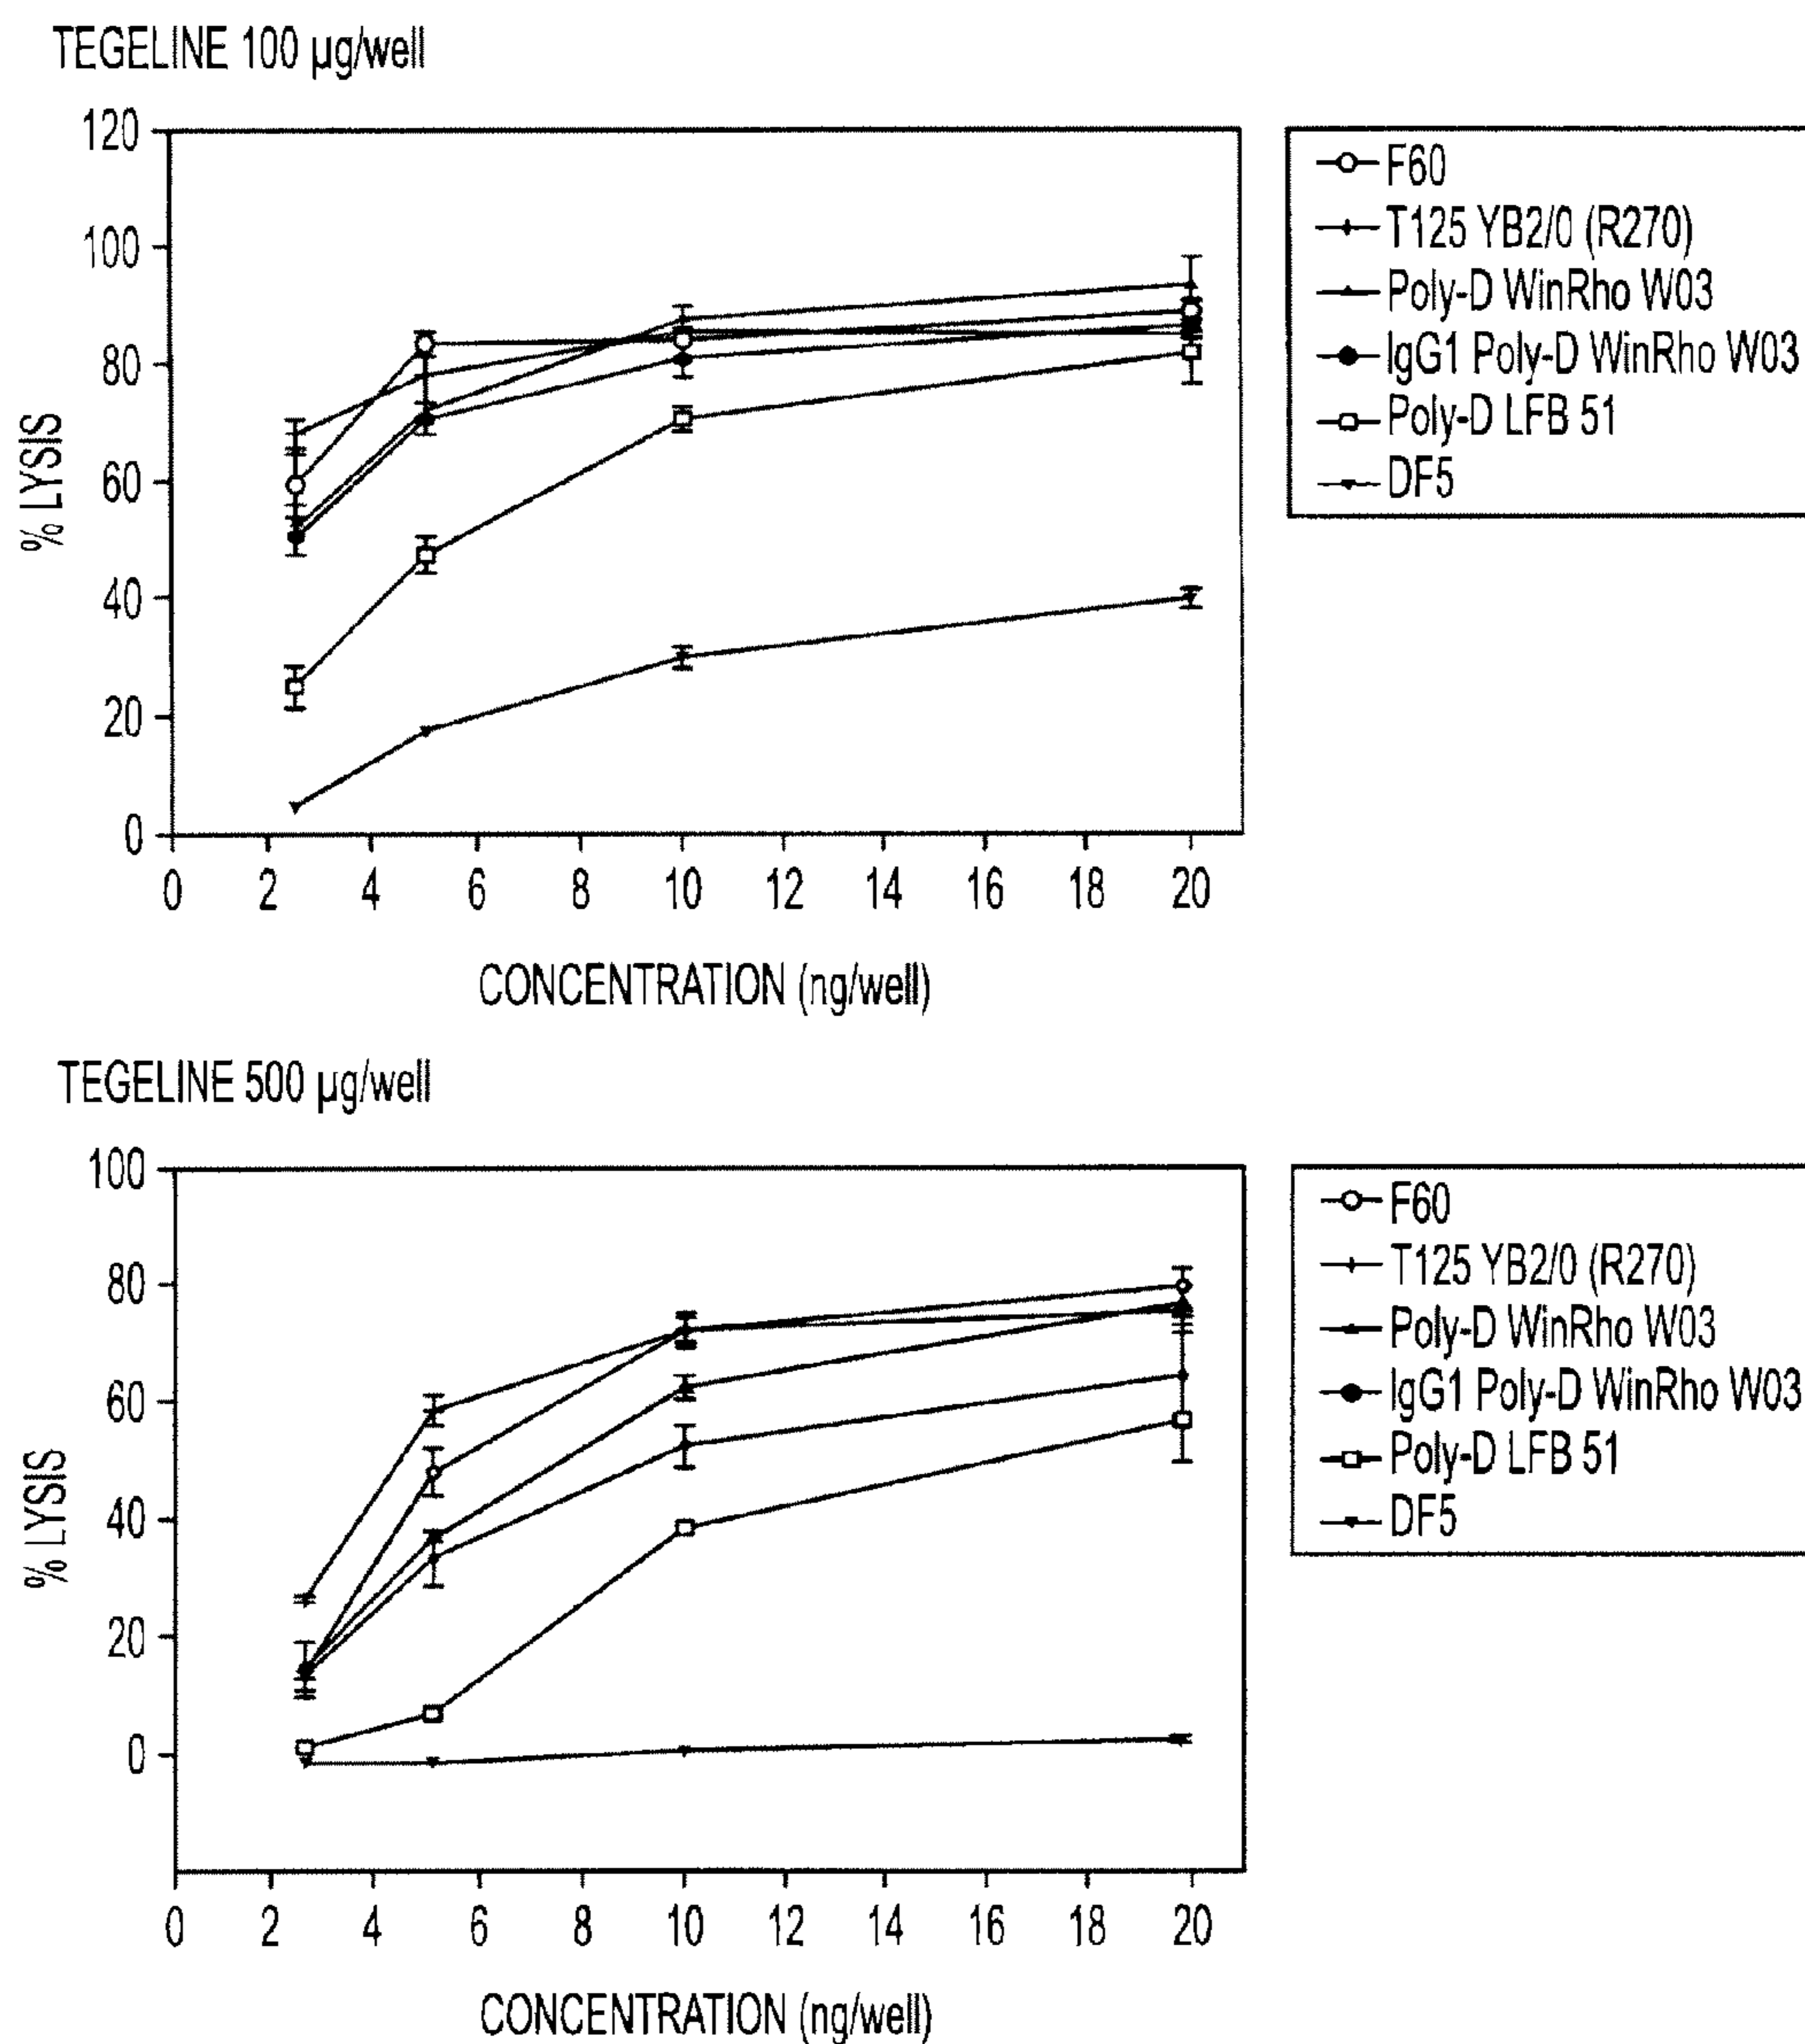 TEGELINE 100 µg/well
120
100
80
60
40
20
0
% LYSIS
0 2 4 6 8 10 12 14 16 18 20
CONCENTRATION (ng/well)
F60
T125 YB2/0 (R270)
Poly-D WinRho W03
IgG1 Poly-D WinRho W03
Poly-D LFB 51
DF5
TEGELINE 500 µg/well
100
80
60
40
20
0
% LYSIS
0 2 4 6 8 10 12 14 16 18 20
CONCENTRATION (ng/well)
F60
T125 YB2/0 (R270)
Poly-D WinRho W03
IgG1 Poly-D WinRho W03
Poly-D LFB 51
DF5